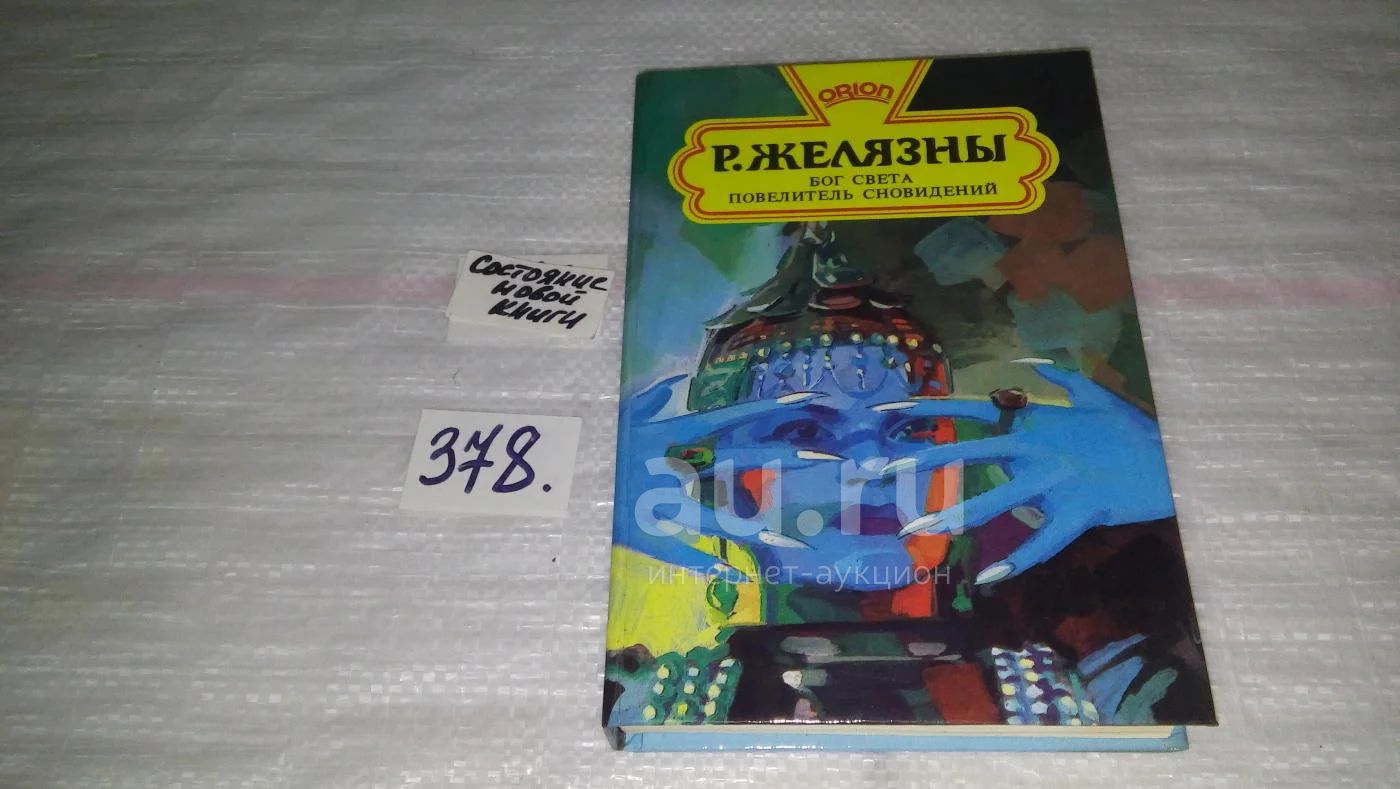 ORION
Р. ЖЕЛЯЗНЫ
БОГ СВЕТА
ПОВЕЛИТЕЛЬ СНОВИДЕНИЙ
Состояние
новой
книги
378.
au.ru
интернет-аукцион